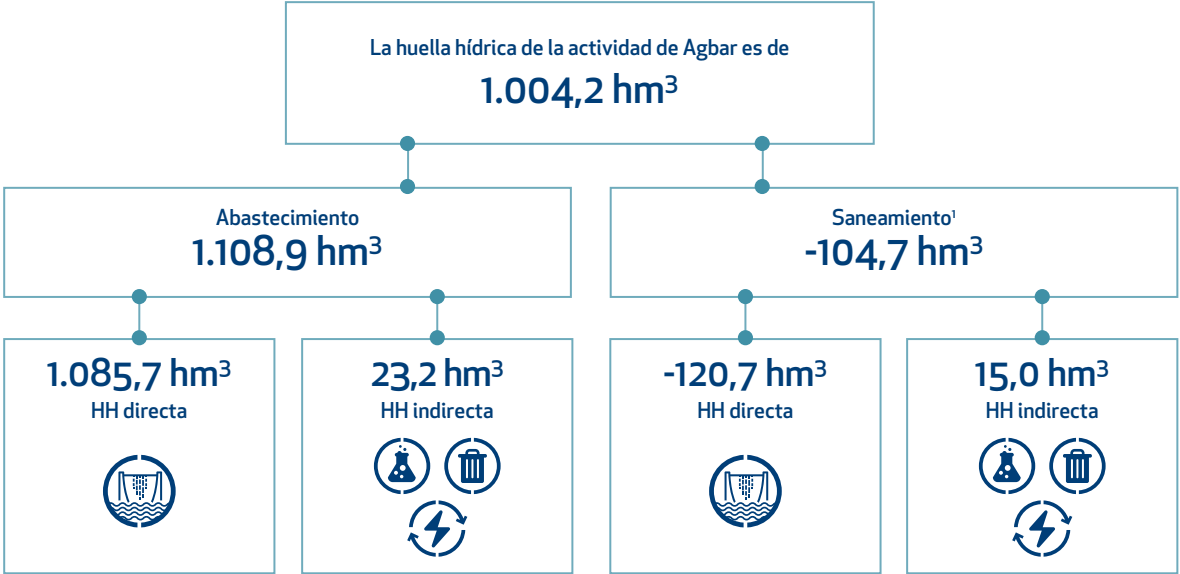 La huella hídrica de la actividad de Agbar es de
1.004,2 hm³
Abastecimiento
1.108,9 hm³
Saneamiento¹
-104,7 hm³
1.085,7 hm³
HH directa
23,2 hm³
HH indirecta
-120,7 hm³
HH directa
15,0 hm³
HH indirecta